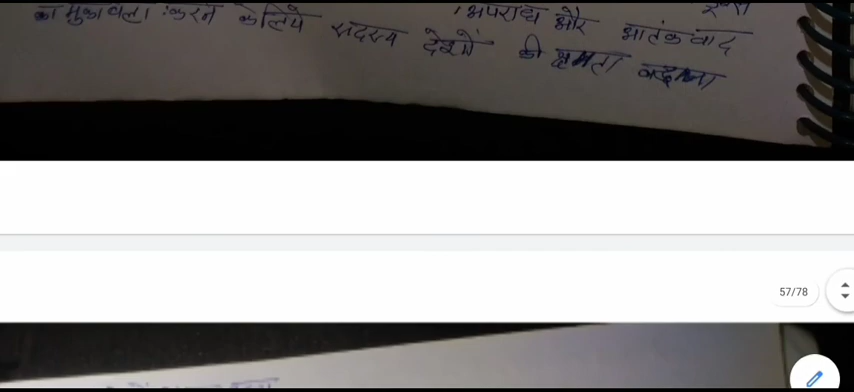 अपराध और आतंकवाद
का मुकाबला करने के लिये सदस्य देशों की क्षमता बढ़ाना
57/78